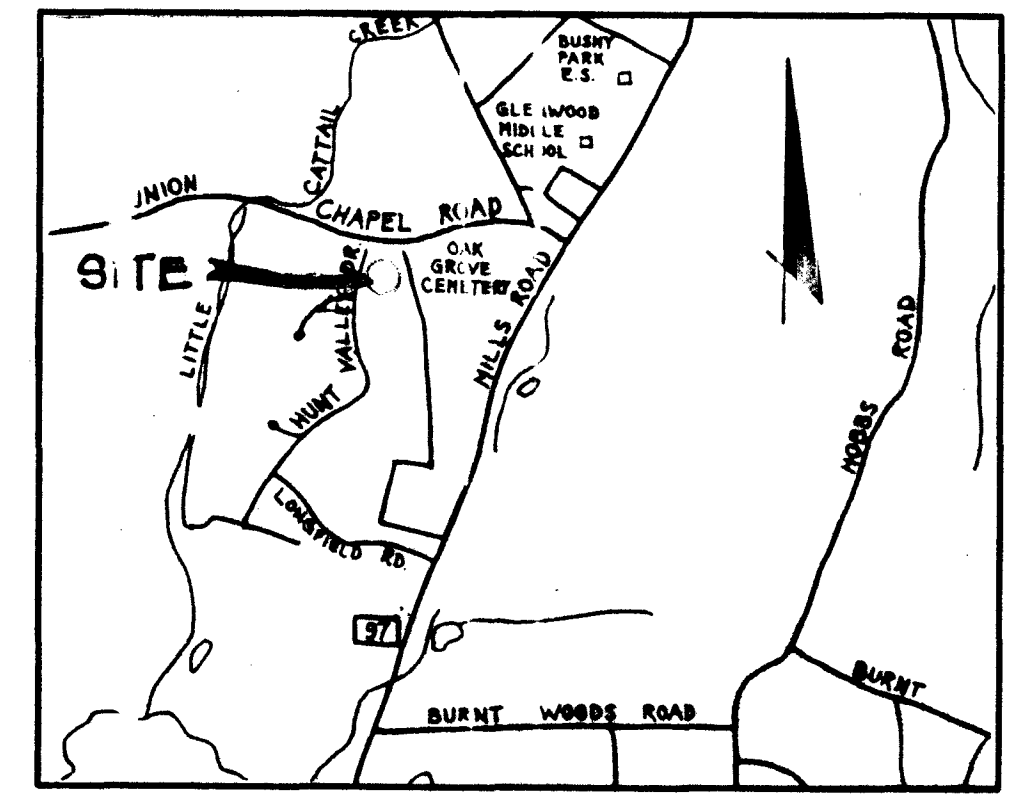 CREEK
BUSHY
PARK
E.S.
GLENWOOD
MIDDLE
SCHOOL
CATTAIL
UNION
CHAPEL ROAD
OAK
GROVE
CEMETERY
SITE
LITTLE
HUNT VALLEY DR.
MILLS ROAD
HOBBS ROAD
LONGFIELD RD.
97
BURNT
BURNT WOODS ROAD